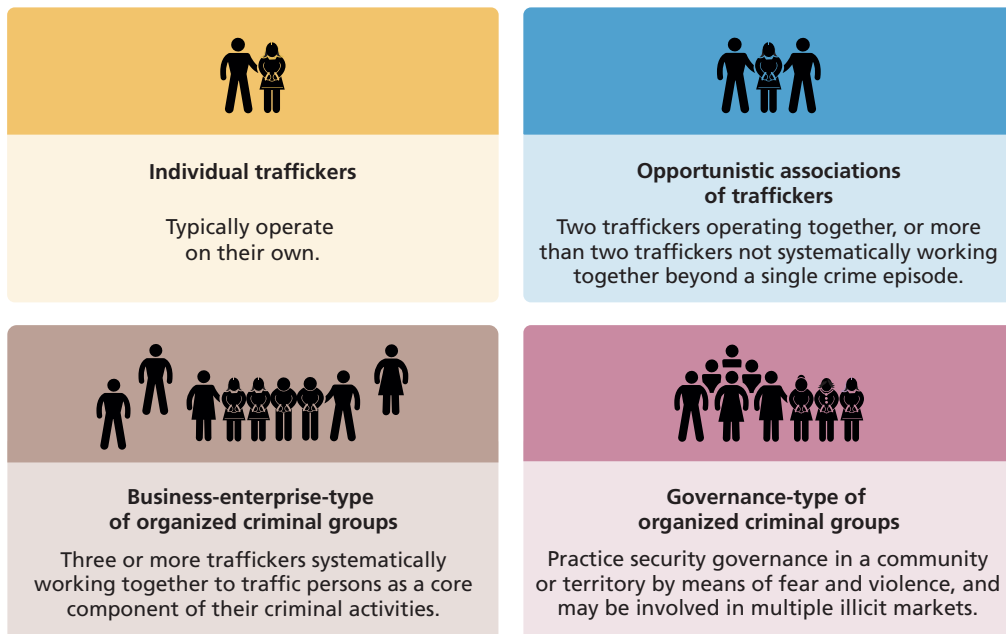 Individual traffickers
Typically operate
on their own.
Opportunistic associations
of traffickers
Two traffickers operating together, or more
than two traffickers not systematically working
together beyond a single crime episode.
Business-enterprise-type
of organized criminal groups
Three or more traffickers systematically
working together to traffic persons as a core
component of their criminal activities.
Governance-type of
organized criminal groups
Practice security governance in a community
or territory by means of fear and violence, and
may be involved in multiple illicit markets.